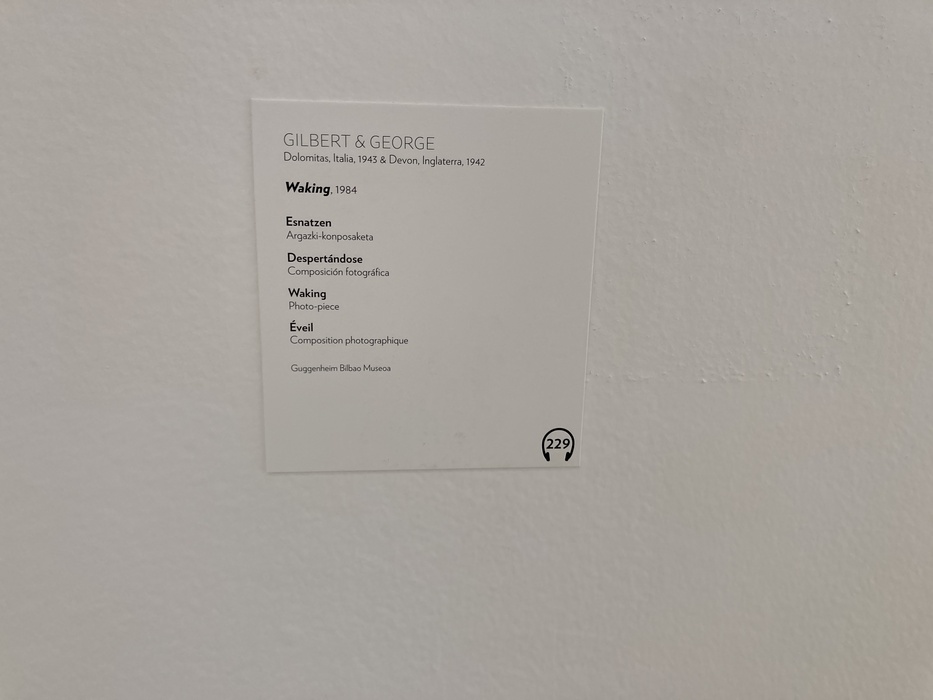 GILBERT & GEORGE
Dolomitas, Italia, 1943 & Devon, Inglaterra, 1942
Waking, 1984
Esnatzen
Argazki-konposaketa
Despertándose
Composición fotográfica
Waking
Photo-piece
Éveil
Composition photographique
Guggenheim Bilbao Museoa
229